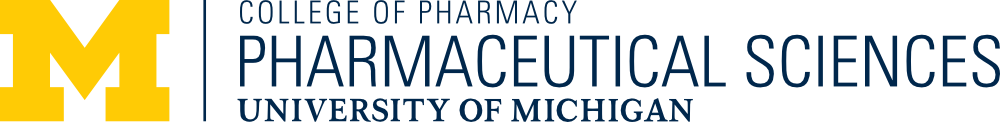 M
COLLEGE OF PHARMACY
PHARMACEUTICAL SCIENCES
UNIVERSITY OF MICHIGAN